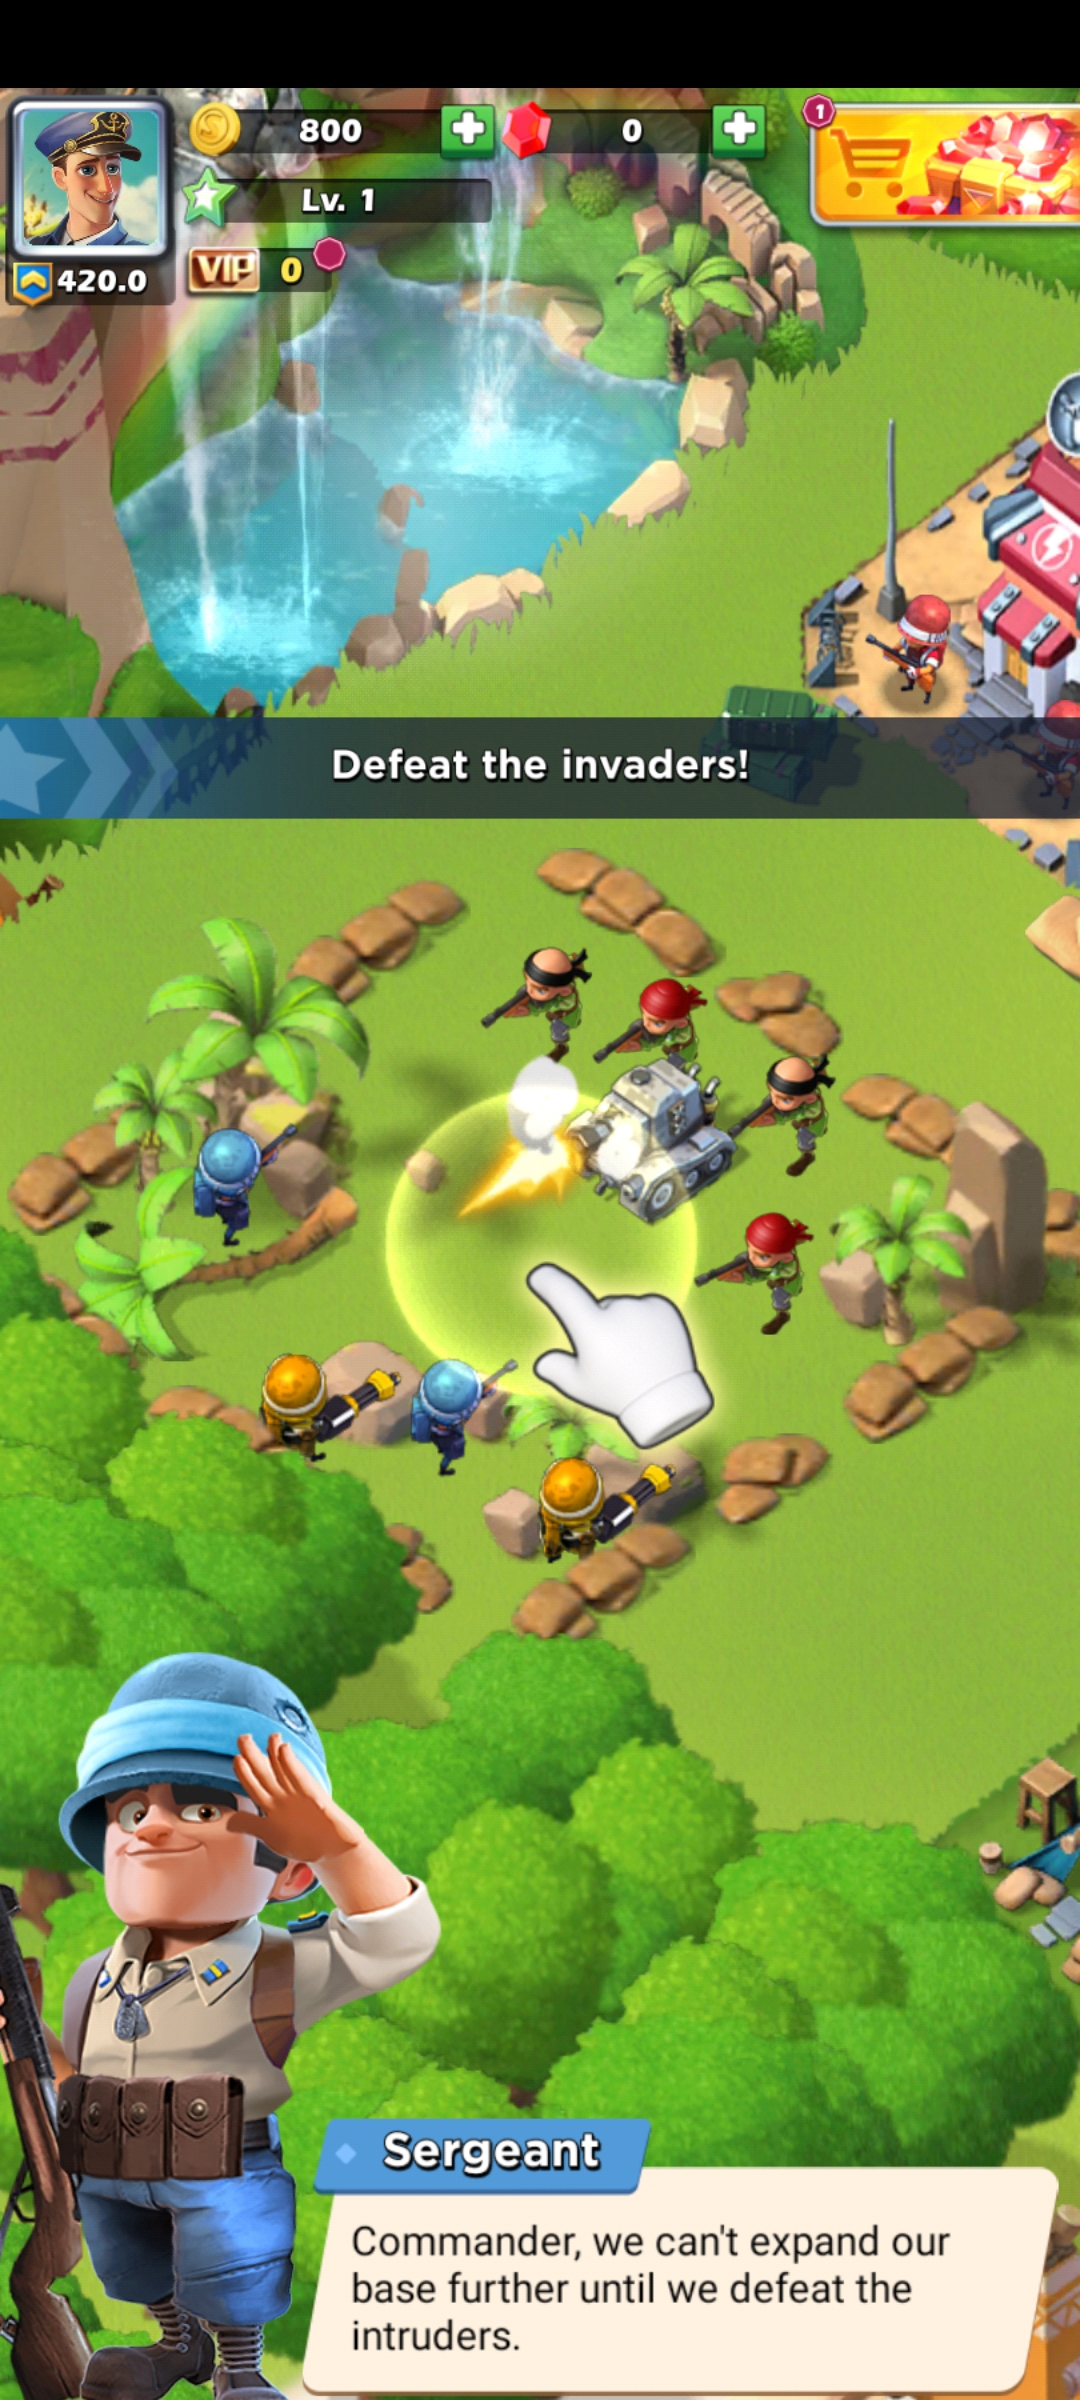 800
0
1
Lv. 1
VIP 0
420.0
Defeat the invaders!
Sergeant
Commander, we can't expand our
base further until we defeat the
intruders.